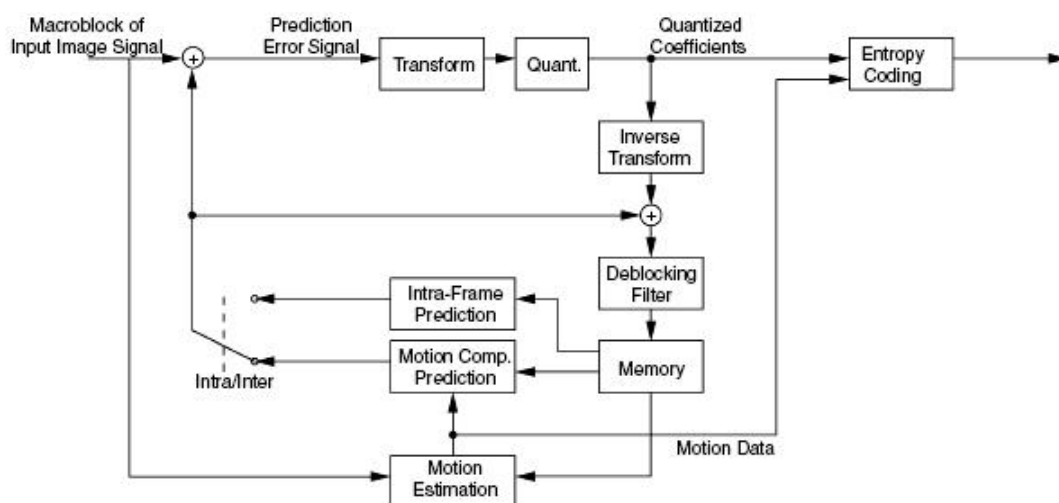 Macroblock of
Input Image Signal
Prediction
Error Signal
Quantized
Coefficients
+
Transform
Quant.
Entropy
Coding
Inverse
Transform
+
Deblocking
Filter
Intra-Frame
Prediction
Motion Comp.
Prediction
Memory
Intra/Inter
Motion Data
Motion
Estimation